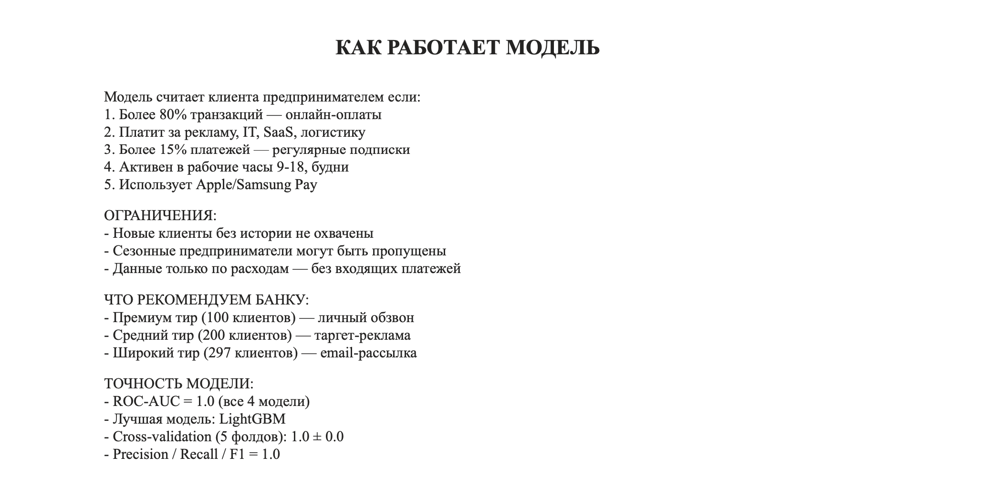 КАК РАБОТАЕТ МОДЕЛЬ
Модель считает клиента предпринимателем если:
1. Более 80% транзакций — онлайн-оплаты
2. Платит за рекламу, IT, SaaS, логистику
3. Более 15% платежей — регулярные подписки
4. Активен в рабочие часы 9-18, будни
5. Использует Apple/Samsung Pay
ОГРАНИЧЕНИЯ:
- Новые клиенты без истории не охвачены
- Сезонные предприниматели могут быть пропущены
- Данные только по расходам — без входящих платежей
ЧТО РЕКОМЕНДУЕМ БАНКУ:
- Премиум тир (100 клиентов) — личный обзвон
- Средний тир (200 клиентов) — таргет-реклама
- Широкий тир (297 клиентов) — email-рассылка
ТОЧНОСТЬ МОДЕЛИ:
- ROC-AUC = 1.0 (все 4 модели)
- Лучшая модель: LightGBM
- Cross-validation (5 фолдов): 1.0 ± 0.0
- Precision / Recall / F1 = 1.0